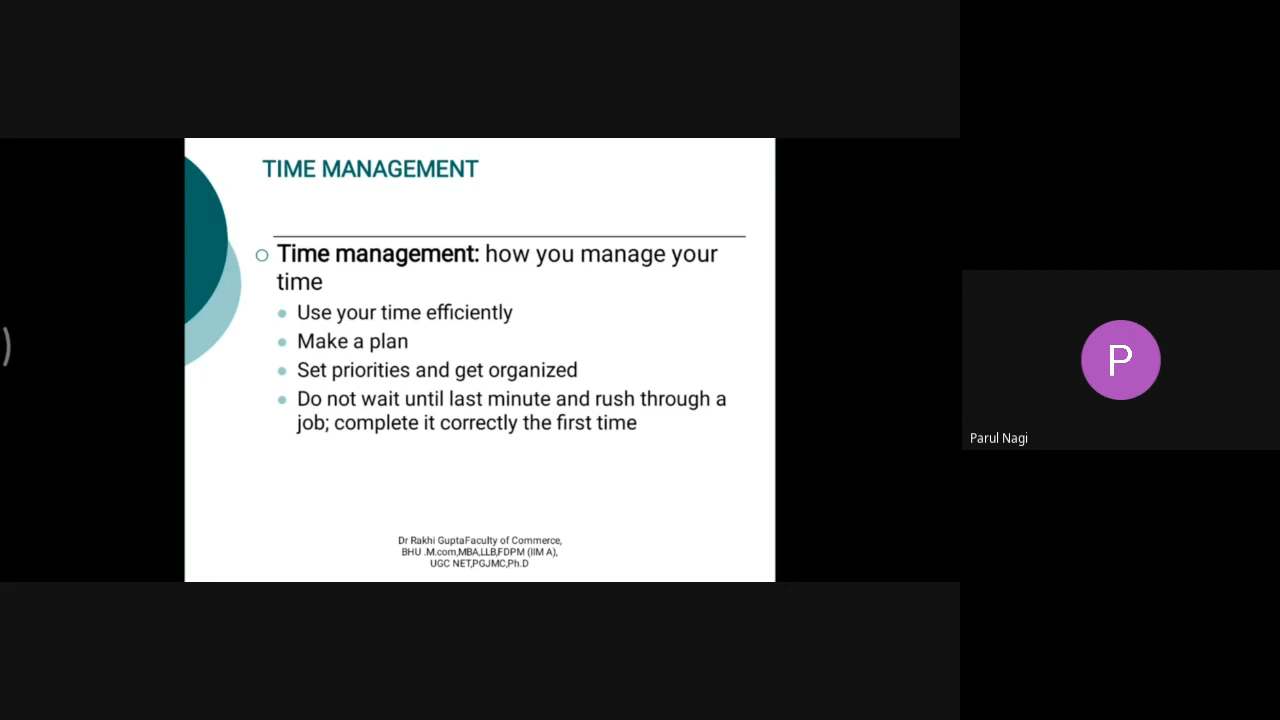 TIME MANAGEMENT
Time management: how you manage your
time
Use your time efficiently
Make a plan
Set priorities and get organized
Do not wait until last minute and rush through a
job; complete it correctly the first time
Dr Rakhi GuptaFaculty of Commerce,
BHU .M.com,MBA,LLB,FDPM (IIM A),
UGC NET,PGJMC,Ph.D
P
Parul Nagi